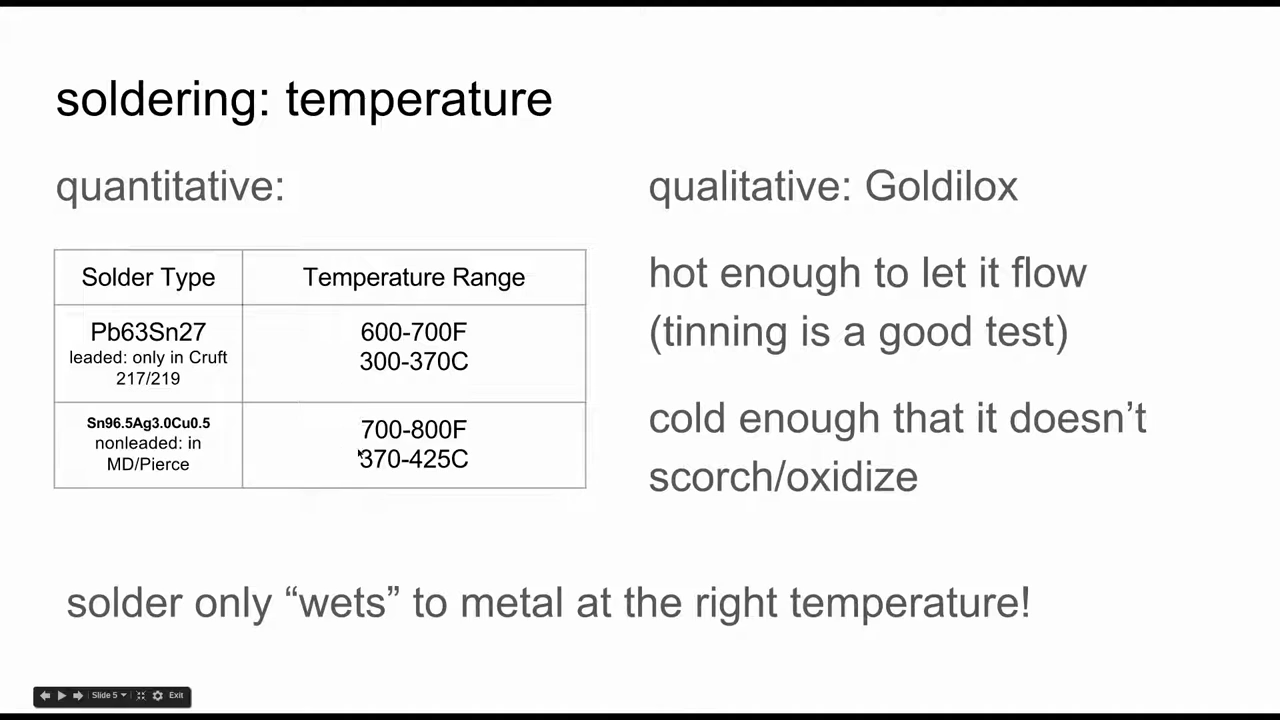 soldering: temperature
quantitative:
Solder Type
Temperature Range
Pb63Sn27
leaded: only in Cruft
217/219
600-700F
300-370C
Sn96.5Ag3.0Cu0.5
nonleaded: in
MD/Pierce
700-800F
370-425C
qualitative: Goldilox
hot enough to let it flow
(tinning is a good test)
cold enough that it doesn’t
scorch/oxidize
solder only “wets” to metal at the right temperature!
Slide 5
Exit